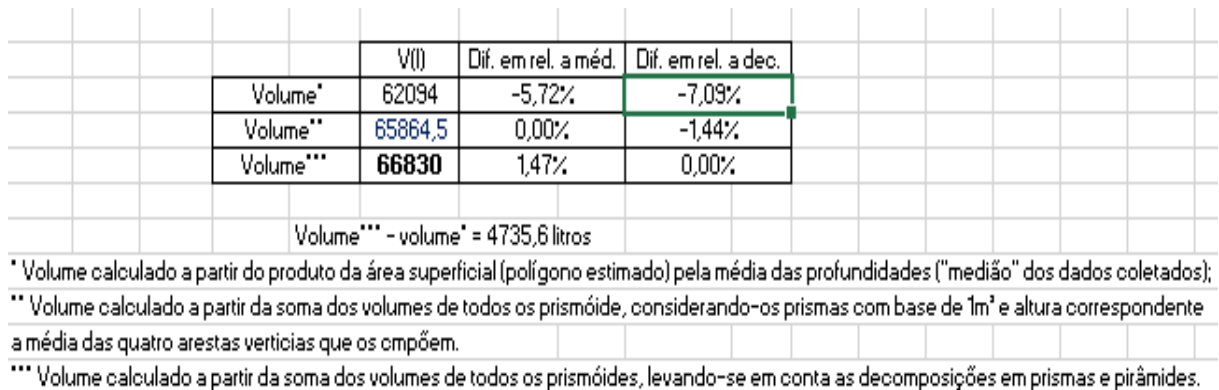 V(l) Dif. em rel. a méd. Dif. em rel. a dec.
Volume* 62094 -5,72% -7,09%
Volume** 65864,5 0,00% -1,44%
Volume*** 66830 1,47% 0,00%
Volume*** - volume* = 4735,6 litros
* Volume calculado a partir do produto da área superficial (polígono estimado) pela média das profundidades ("medião" dos dados coletados);
** Volume calculado a partir da soma dos volumes de todos os prismóide, considerando-os prismas com base de 1m² e altura correspondente
a média das quatro arestas verticias que os cmpõem.
*** Volume calculado a partir da soma dos volumes de todos os prismóides, levando-se em conta as decomposições em prismas e pirâmides.